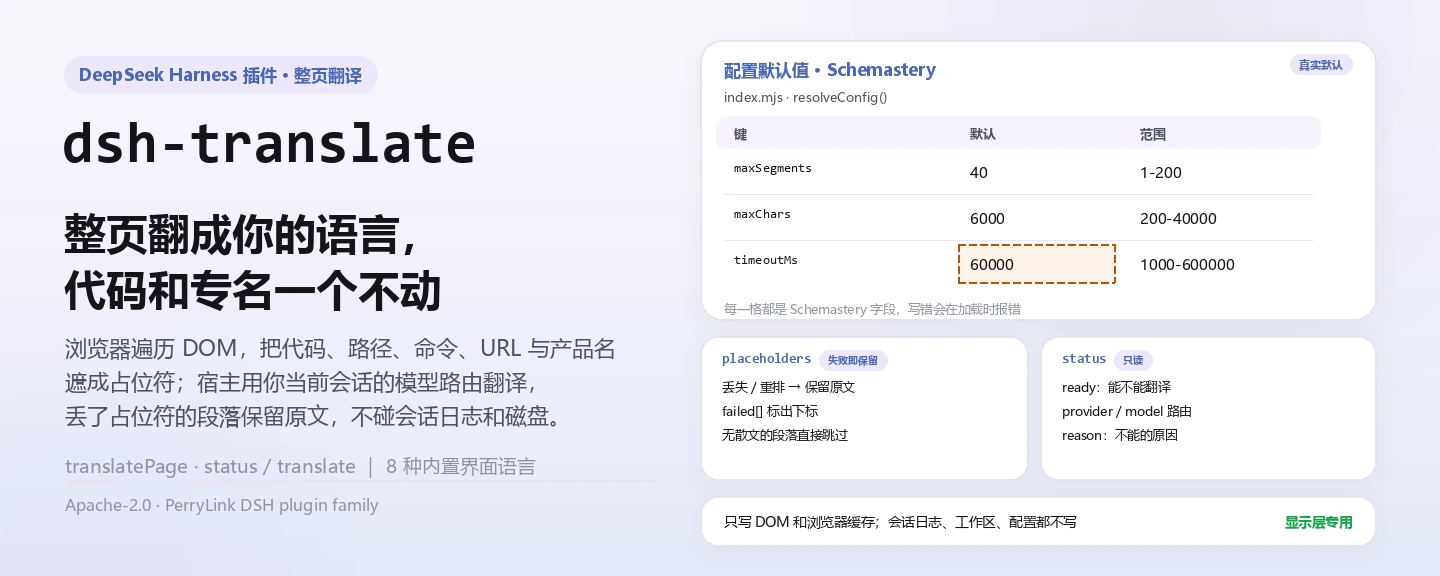 DeepSeek Harness 插件 · 整页翻译
dsh-translate
整页翻成你的语言，
代码和专名一个不动
浏览器遍历 DOM，把代码、路径、命令、URL 与产品名
遮成占位符；宿主用你当前会话的模型路由翻译，
丢了占位符的段落保留原文，不碰会话日志和磁盘。
translatePage · status / translate ｜ 8 种内置界面语言
Apache-2.0 · PerryLink DSH plugin family
配置默认值 · Schemastery
真实默认
index.mjs · resolveConfig()
键 默认 范围
maxSegments 40 1-200
maxChars 6000 200-40000
timeoutMs 60000 1000-600000
每一格都是 Schemastery 字段，写错会在加载时报错
placeholders 失败即保留
丢失 / 重排 → 保留原文
failed[] 标出下标
无散文的段落直接跳过
status 只读
ready：能不能翻译
provider / model 路由
reason：不能的原因
只写 DOM 和浏览器缓存；会话日志、工作区、配置都不写
显示层专用